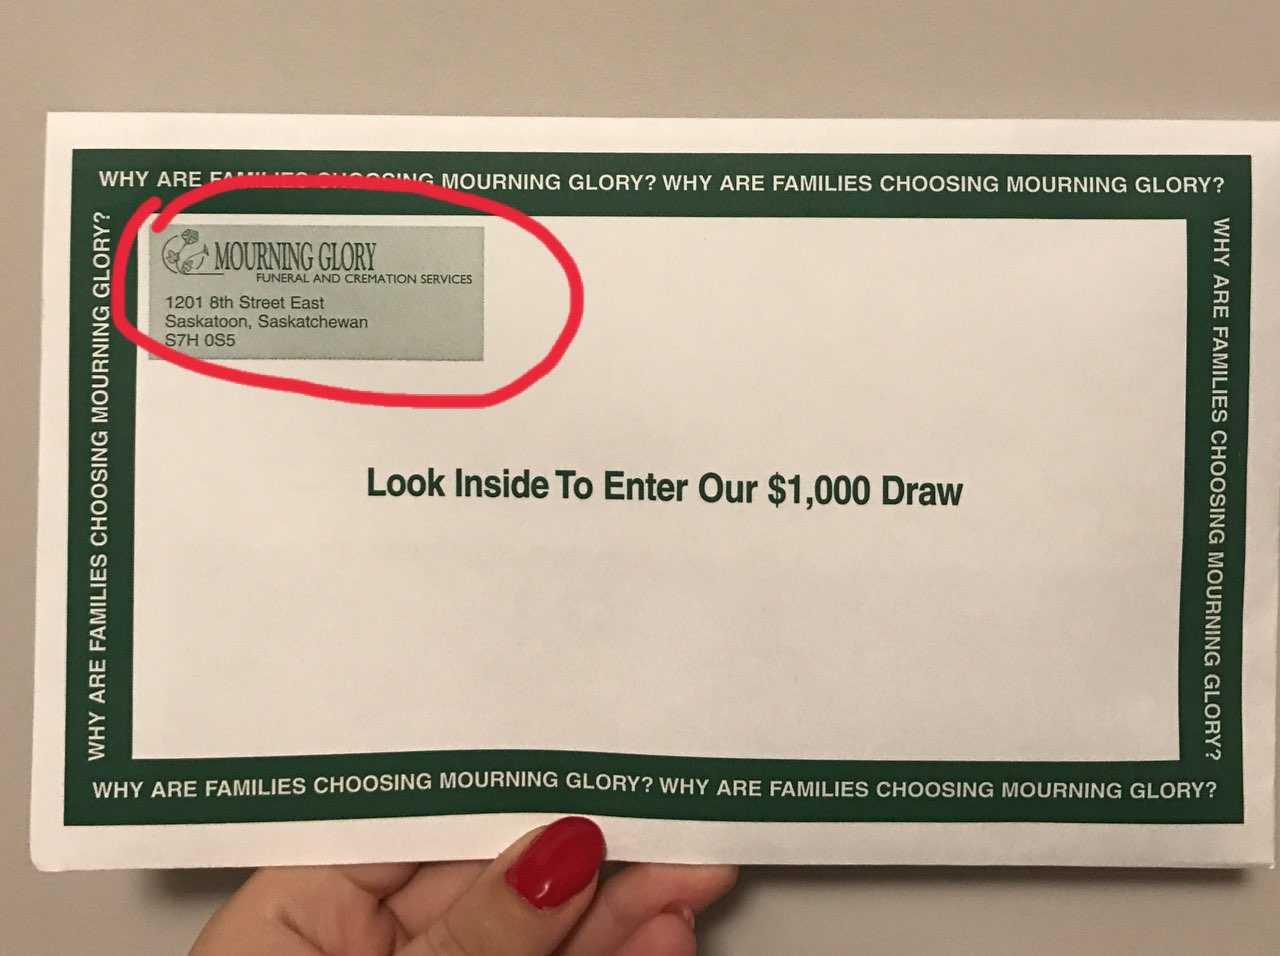 WHY ARE FAMILIES CHOOSING MOURNING GLORY? WHY ARE FAMILIES CHOOSING MOURNING GLORY?
WHY ARE FAMILIES CHOOSING MOURNING GLORY?
MOURNING GLORY
FUNERAL AND CREMATION SERVICES
1201 8th Street East
Saskatoon, Saskatchewan
S7H 0S5
Look Inside To Enter Our $1,000 Draw
WHY ARE FAMILIES CHOOSING MOURNING GLORY?
WHY ARE FAMILIES CHOOSING MOURNING GLORY? WHY ARE FAMILIES CHOOSING MOURNING GLORY?